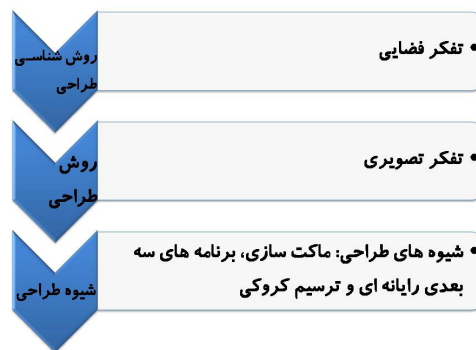 • تفکر فضایی
روش شناسی
طراحی
• تفکر تصویری
روش
طراحی
• شیوه های طراحی: ماکت سازی، برنامه های سه
بعدی رایانه ای و ترسیم کروکی
شیوه طراحی